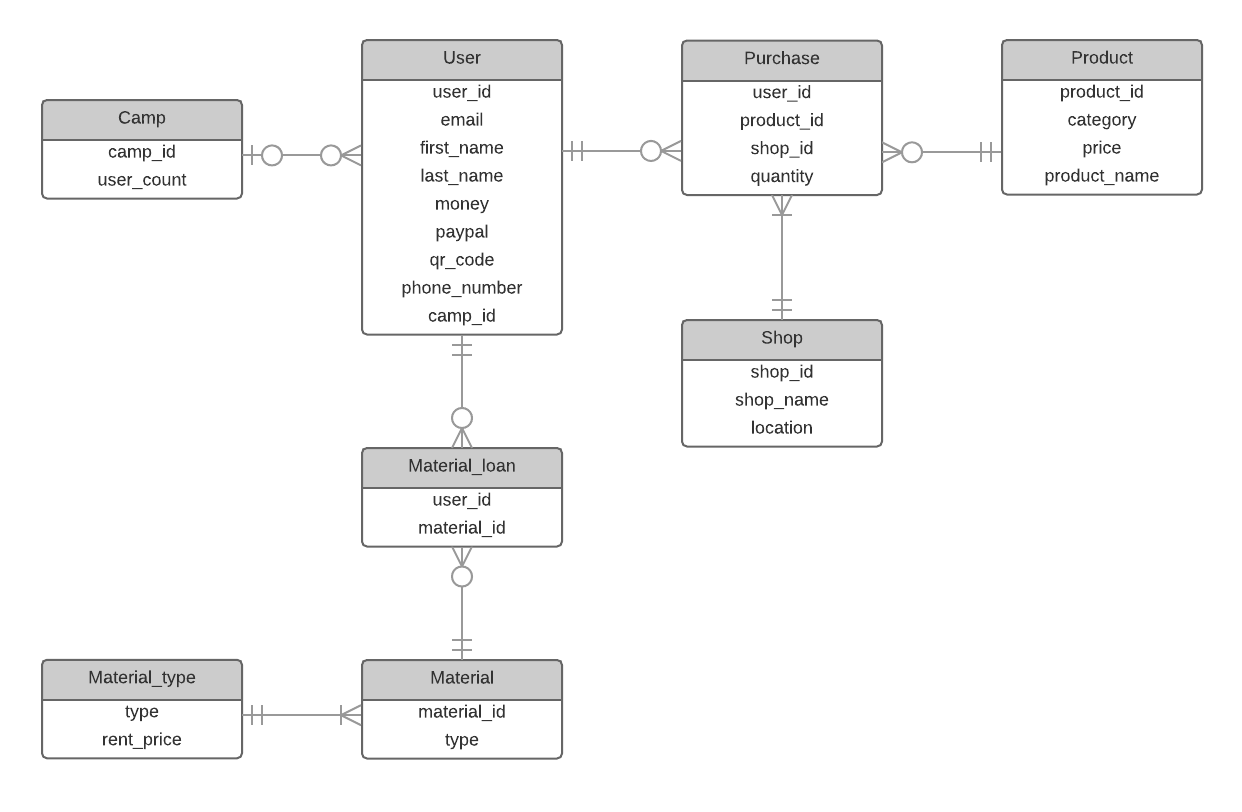 Camp
camp_id
user_count
User
user_id
email
first_name
last_name
money
paypal
qr_code
phone_number
camp_id
Purchase
user_id
product_id
shop_id
quantity
Product
product_id
category
price
product_name
Shop
shop_id
shop_name
location
Material_loan
user_id
material_id
Material_type
type
rent_price
Material
material_id
type